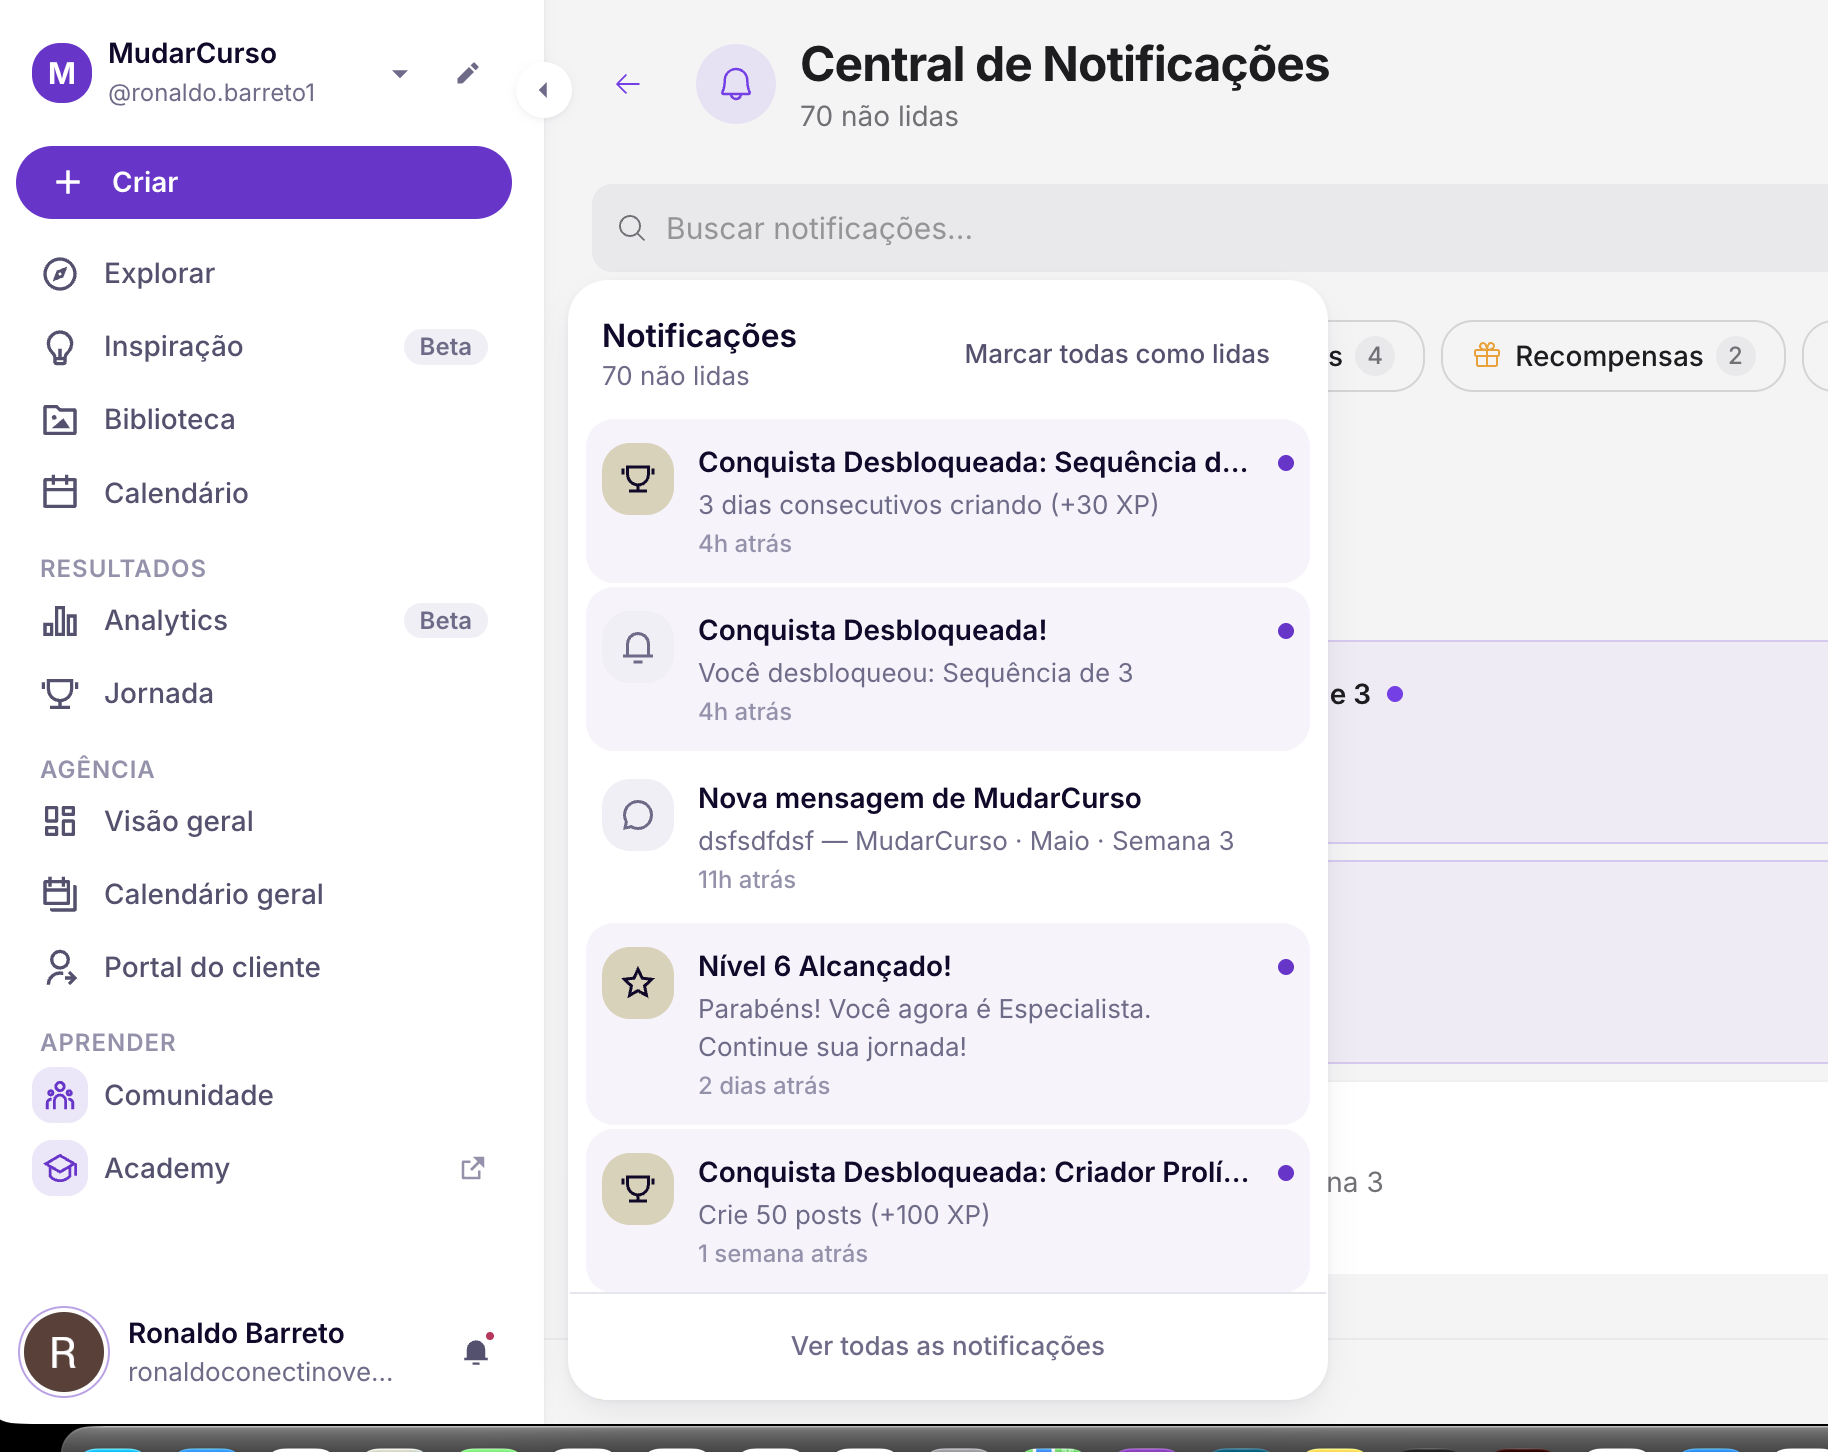 M
MudarCurso
@ronaldo.barreto1
Criar
Explorar
Inspiração
Beta
Biblioteca
Calendário
RESULTADOS
Analytics
Beta
Jornada
AGÊNCIA
Visão geral
Calendário geral
Portal do cliente
APRENDER
Comunidade
Academy
R
Ronaldo Barreto
ronaldoconectinove...
Central de Notificações
70 não lidas
Buscar notificações...
s 4
Recompensas 2
Notificações
70 não lidas
Marcar todas como lidas
Conquista Desbloqueada: Sequência d...
3 dias consecutivos criando (+30 XP)
4h atrás
Conquista Desbloqueada!
Você desbloqueou: Sequência de 3
4h atrás
Nova mensagem de MudarCurso
dsfsdfdsf — MudarCurso · Maio · Semana 3
11h atrás
Nível 6 Alcançado!
Parabéns! Você agora é Especialista.
Continue sua jornada!
2 dias atrás
Conquista Desbloqueada: Criador Prolí...
Crie 50 posts (+100 XP)
1 semana atrás
Ver todas as notificações
e 3
na 3